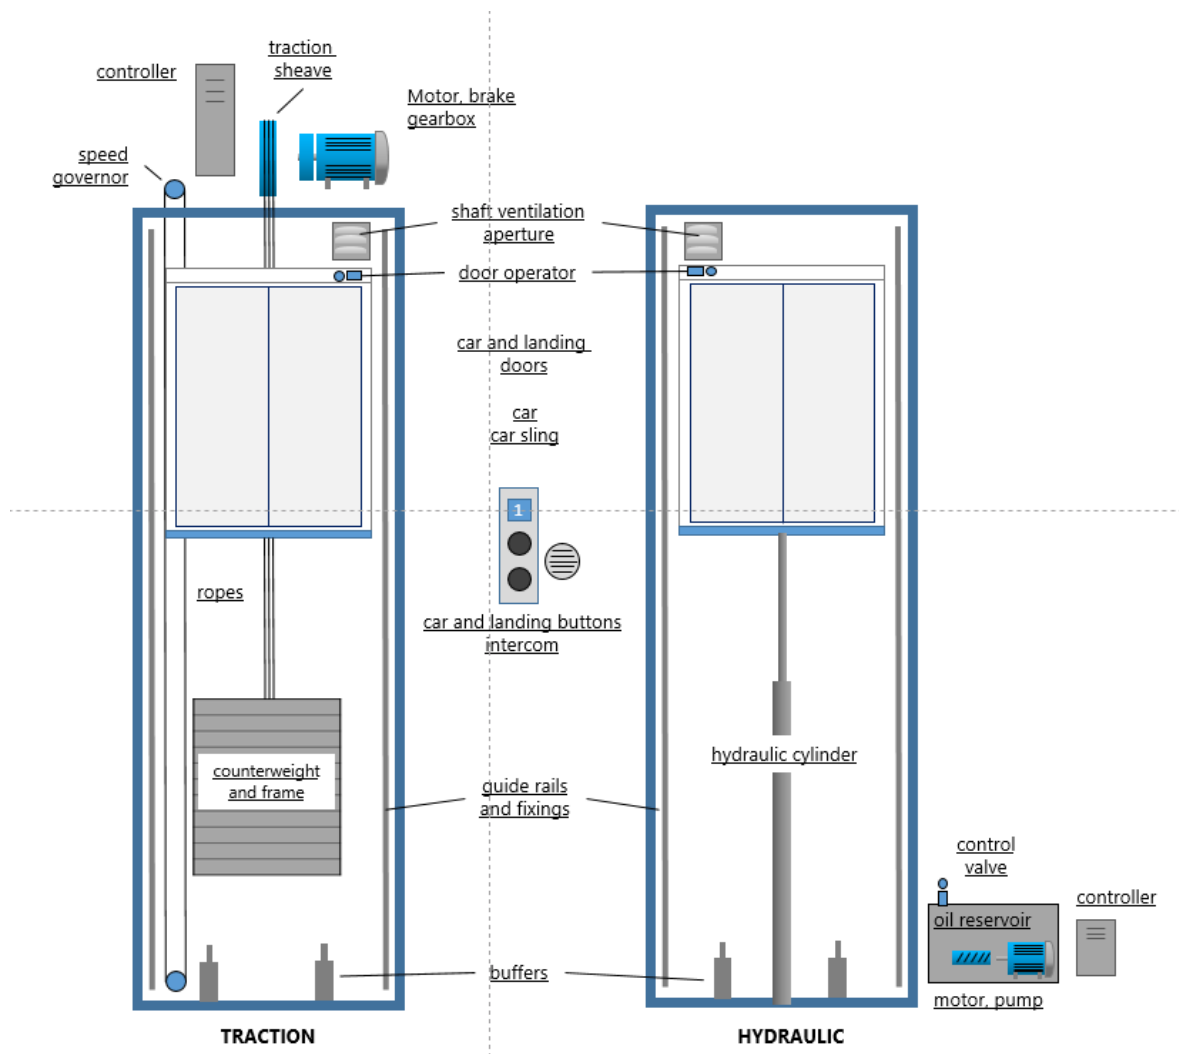 traction
sheave
controller
Motor, brake
gearbox
speed
governor
shaft ventilation
aperture
door operator
car and landing
doors
car
car sling
1
ropes
car and landing buttons
intercom
counterweight
and frame
hydraulic cylinder
guide rails
and fixings
control
valve
controller
oil reservoir
buffers
motor, pump
TRACTION
HYDRAULIC